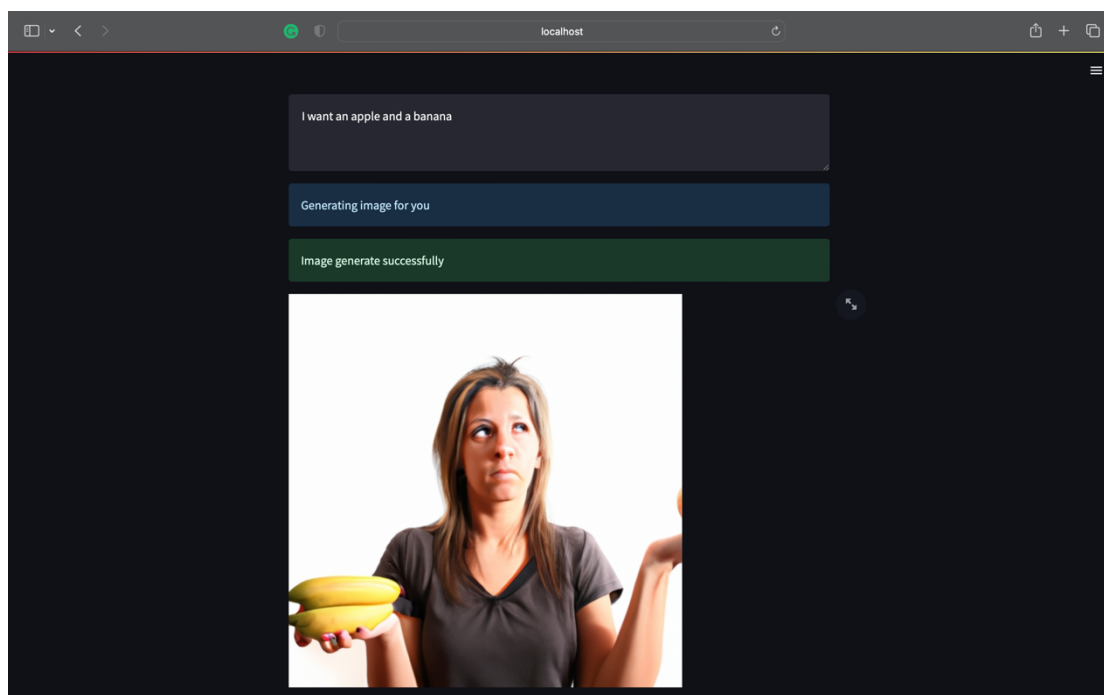 localhost
I want an apple and a banana
Generating image for you
Image generate successfully